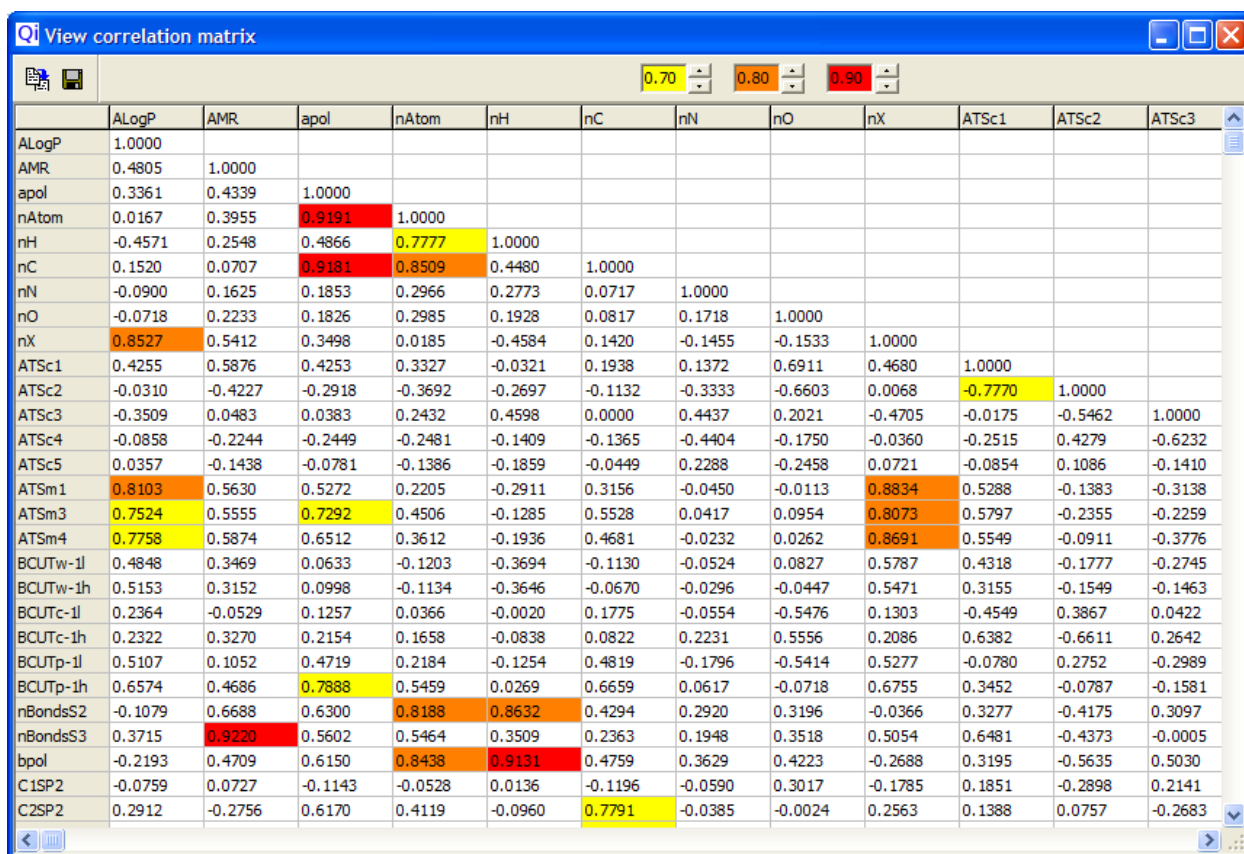 Qi View correlation matrix
0.70 0.80 0.90
ALogP AMR apol nAtom nH nC nN nO nX ATSc1 ATSc2 ATSc3
ALogP 1.0000
AMR 0.4805 1.0000
apol 0.3361 0.4339 1.0000
nAtom 0.0167 0.3955 0.9191 1.0000
nH -0.4571 0.2548 0.4866 0.7777 1.0000
nC 0.1520 0.0707 0.9181 0.8509 0.4480 1.0000
nN -0.0900 0.1625 0.1853 0.2966 0.2773 0.0717 1.0000
nO -0.0718 0.2233 0.1826 0.2985 0.1928 0.0817 0.1718 1.0000
nX 0.8527 0.5412 0.3498 0.0185 -0.4584 0.1420 -0.1455 -0.1533 1.0000
ATSc1 0.4255 0.5876 0.4253 0.3327 -0.0321 0.1938 0.1372 0.6911 0.4680 1.0000
ATSc2 -0.0310 -0.4227 -0.2918 -0.3692 -0.2697 -0.1132 -0.3333 -0.6603 0.0068 -0.7770 1.0000
ATSc3 -0.3509 0.0483 0.0383 0.2432 0.4598 0.0000 0.4437 0.2021 -0.4705 -0.0175 -0.5462 1.0000
ATSc4 -0.0858 -0.2244 -0.2449 -0.2481 -0.1409 -0.1365 -0.4404 -0.1750 -0.0360 -0.2515 0.4279 -0.6232
ATSc5 0.0357 -0.1438 -0.0781 -0.1386 -0.1859 -0.0449 0.2288 -0.2458 0.0721 -0.0854 0.1086 -0.1410
ATSm1 0.8103 0.5630 0.5272 0.2205 -0.2911 0.3156 -0.0450 -0.0113 0.8834 0.5288 -0.1383 -0.3138
ATSm3 0.7524 0.5555 0.7292 0.4506 -0.1285 0.5528 0.0417 0.0954 0.8073 0.5797 -0.2355 -0.2259
ATSm4 0.7758 0.5874 0.6512 0.3612 -0.1936 0.4681 -0.0232 0.0262 0.8691 0.5549 -0.0911 -0.3776
BCUTw-1l 0.4848 0.3469 0.0633 -0.1203 -0.3694 -0.1130 -0.0524 0.0827 0.5787 0.4318 -0.1777 -0.2745
BCUTw-1h 0.5153 0.3152 0.0998 -0.1134 -0.3646 -0.0670 -0.0296 -0.0447 0.5471 0.3155 -0.1549 -0.1463
BCUTc-1l 0.2364 -0.0529 0.1257 0.0366 -0.0020 0.1775 -0.0554 -0.5476 0.1303 -0.4549 0.3867 0.0422
BCUTc-1h 0.2322 0.3270 0.2154 0.1658 -0.0838 0.0822 0.2231 0.5556 0.2086 0.6382 -0.6611 0.2642
BCUTp-1l 0.5107 0.1052 0.4719 0.2184 -0.1254 0.4819 -0.1796 -0.5414 0.5277 -0.0780 0.2752 -0.2989
BCUTp-1h 0.6574 0.4686 0.7888 0.5459 0.0269 0.6659 0.0617 -0.0718 0.6755 0.3452 -0.0787 -0.1581
nBondsS2 -0.1079 0.6688 0.6300 0.8188 0.8632 0.4294 0.2920 0.3196 -0.0366 0.3277 -0.4175 0.3097
nBondsS3 0.3715 0.9220 0.5602 0.5464 0.3509 0.2363 0.1948 0.3518 0.5054 0.6481 -0.4373 -0.0005
bpol -0.2193 0.4709 0.6150 0.8438 0.9131 0.4759 0.3629 0.4223 -0.2688 0.3195 -0.5635 0.5030
C1SP2 -0.0759 0.0727 -0.1143 -0.0528 0.0136 -0.1196 -0.0590 0.3017 -0.1785 0.1851 -0.2898 0.2141
C2SP2 0.2912 -0.2756 0.6170 0.4119 -0.0960 0.7791 -0.0385 -0.0024 0.2563 0.1388 0.0757 -0.2683